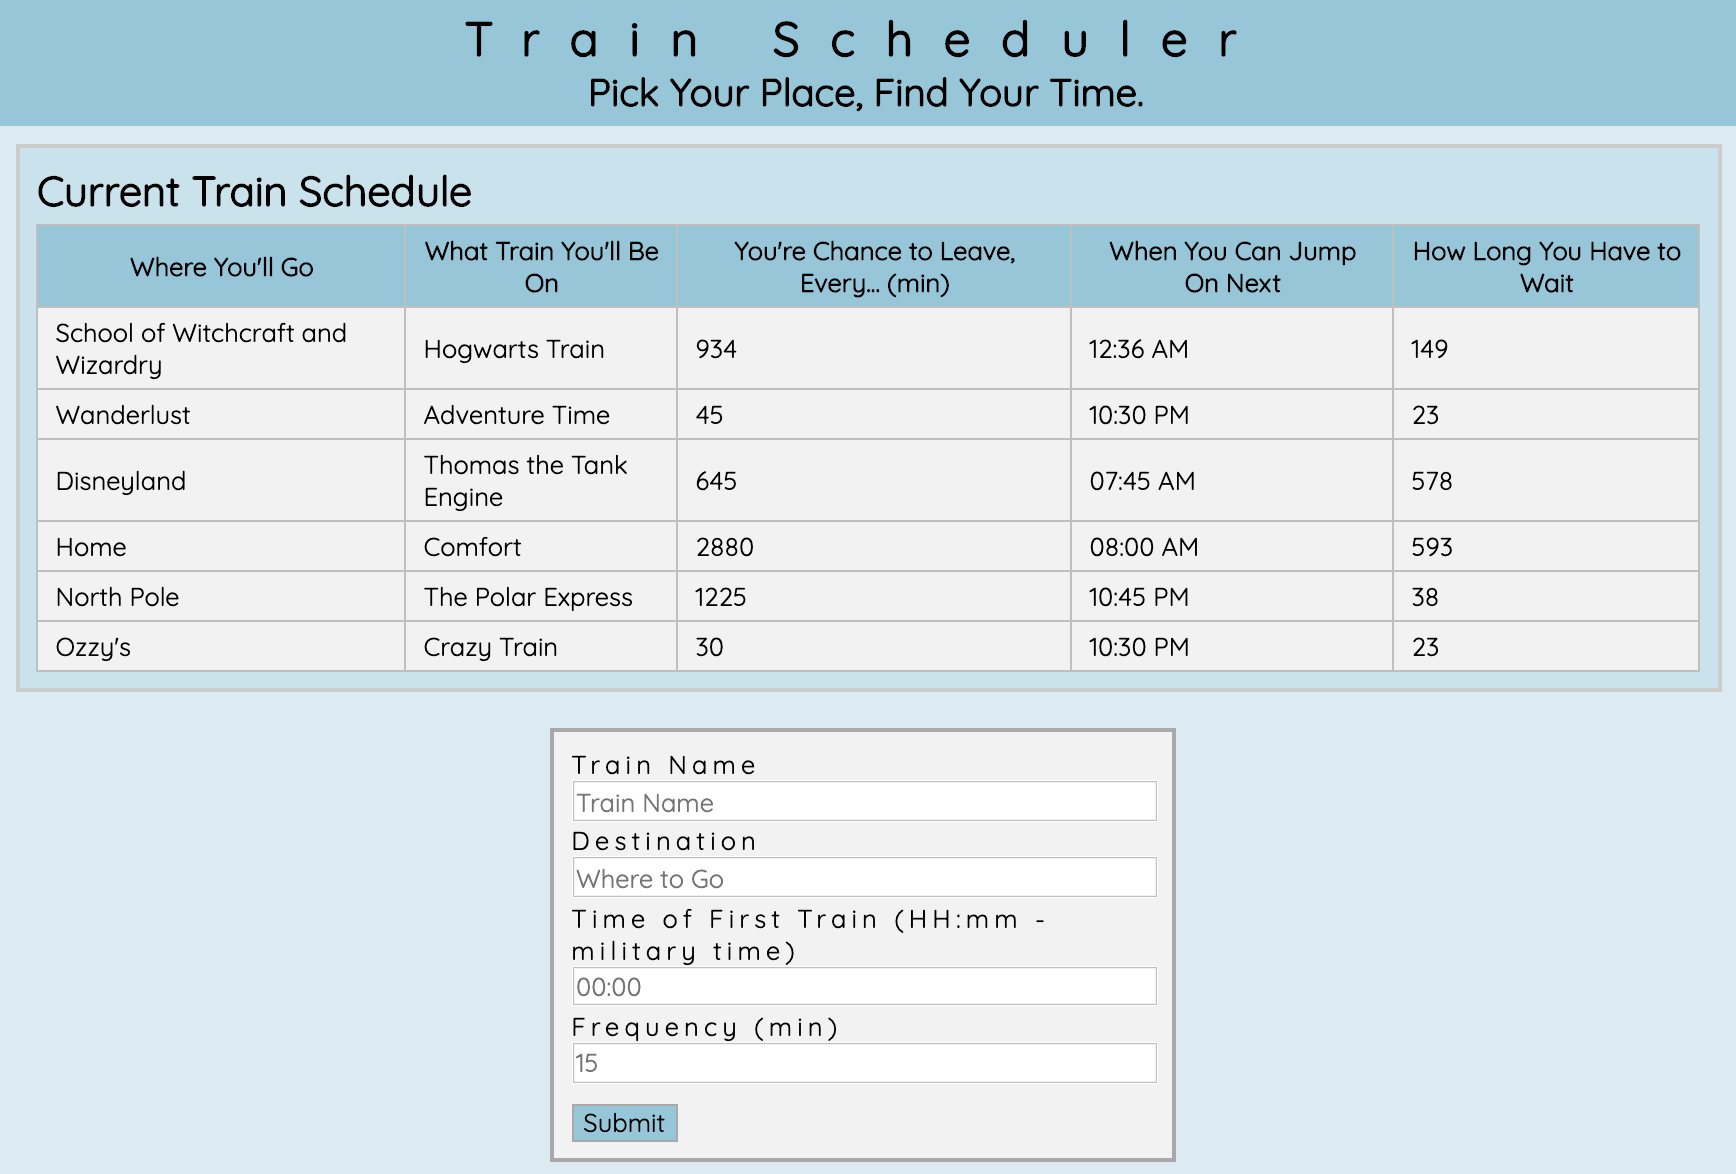 Train Scheduler
Pick Your Place, Find Your Time.
Current Train Schedule
Where You'll Go
What Train You'll Be
On
You're Chance to Leave,
Every... (min)
When You Can Jump
On Next
How Long You Have to
Wait
School of Witchcraft and
Wizardry
Hogwarts Train
934
12:36 AM
149
Wanderlust
Adventure Time
45
10:30 PM
23
Disneyland
Thomas the Tank
Engine
645
07:45 AM
578
Home
Comfort
2880
08:00 AM
593
North Pole
The Polar Express
1225
10:45 PM
38
Ozzy's
Crazy Train
30
10:30 PM
23
Train Name
Train Name
Destination
Where to Go
Time of First Train (HH:mm -
military time)
00:00
Frequency (min)
15
Submit